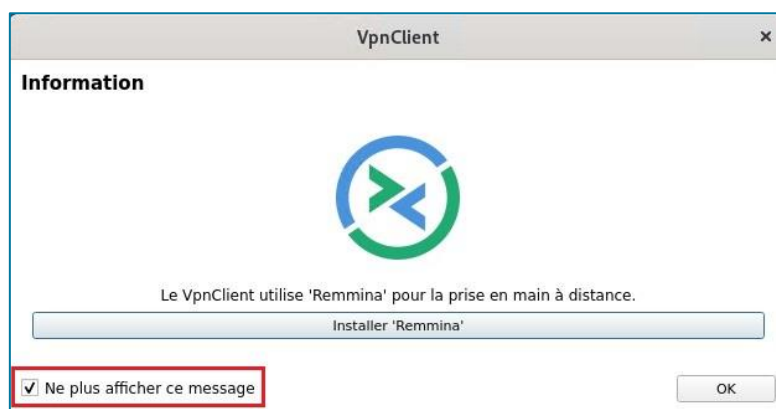 VpnClient
Information
Le VpnClient utilise 'Remmina' pour la prise en main à distance.
Installer 'Remmina'
Ne plus afficher ce message
OK